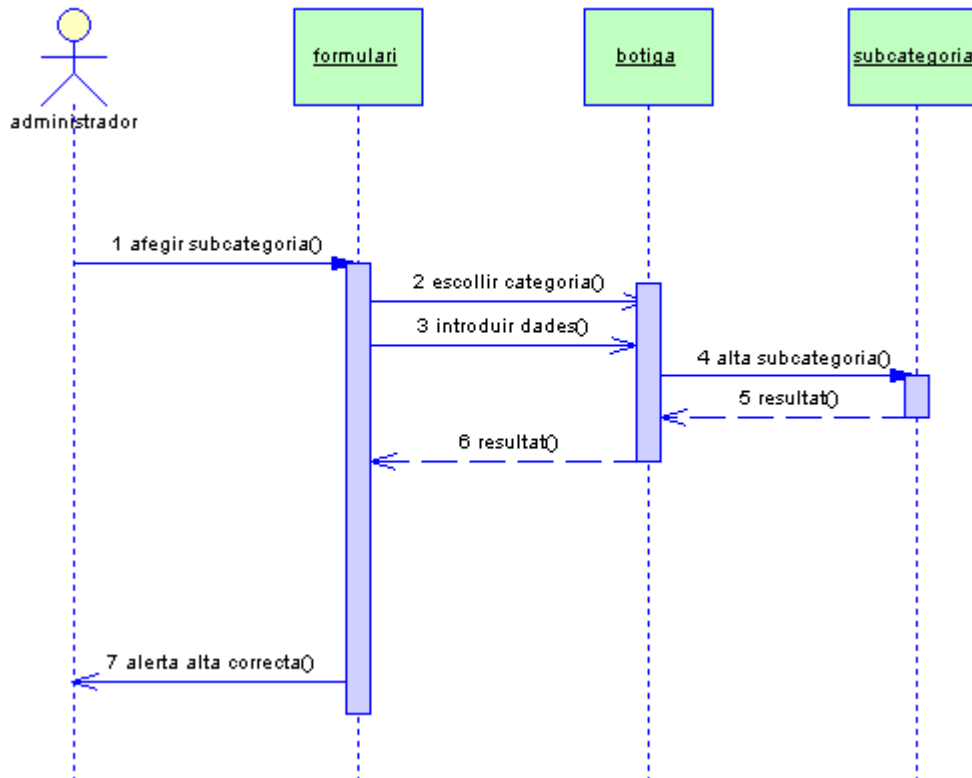 formulari
botiga
subcategoria
administrador
1 afegir subcategoria()
2 escollir categoria()
3 introduir dades()
4 alta subcategoria()
5 resultat()
6 resultat()
7 alerta alta correcta()